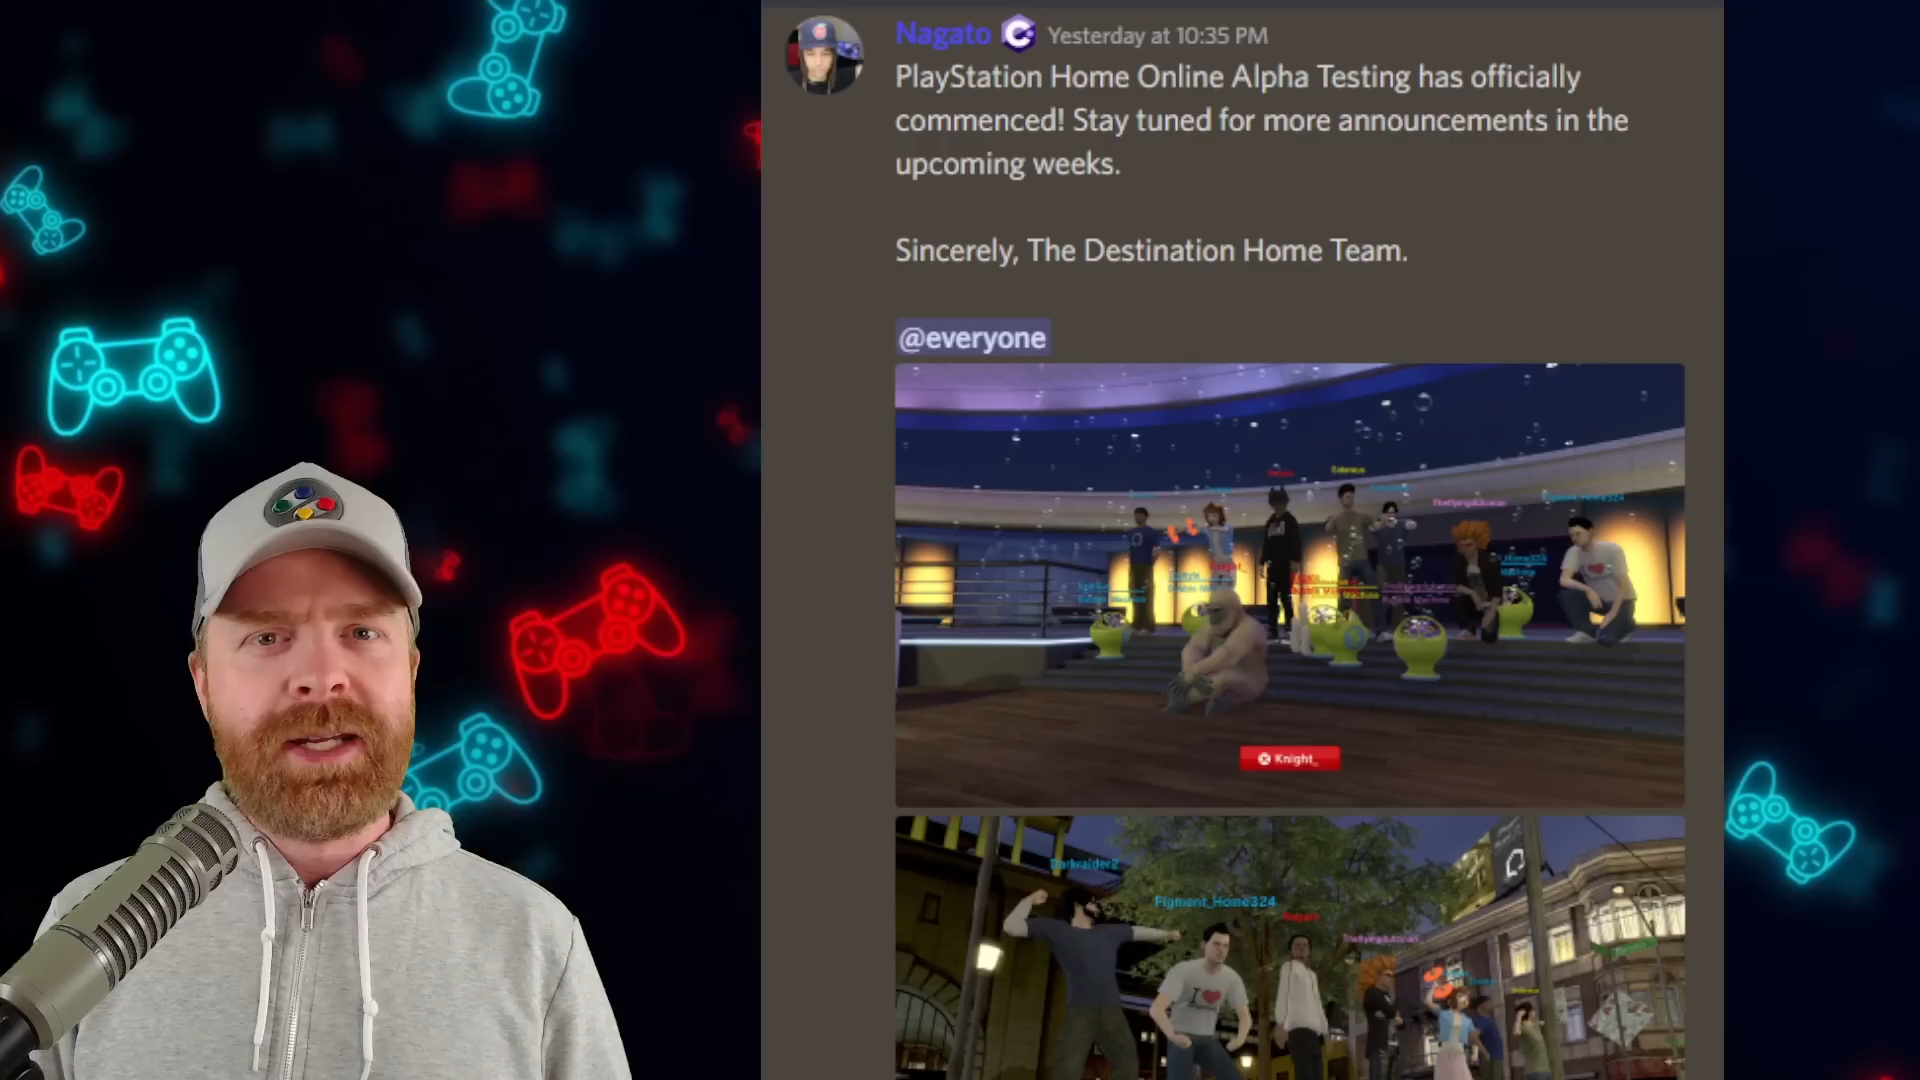 Nagato Yesterday at 10:35 PM
PlayStation Home Online Alpha Testing has officially
commenced! Stay tuned for more announcements in the
upcoming weeks.
Sincerely, The Destination Home Team.
@everyone
Knight_
Darkraider2
Figment_Home324